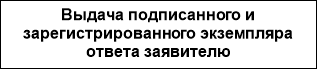 Выдача подписанного и
зарегистрированного экземпляра
ответа заявителю